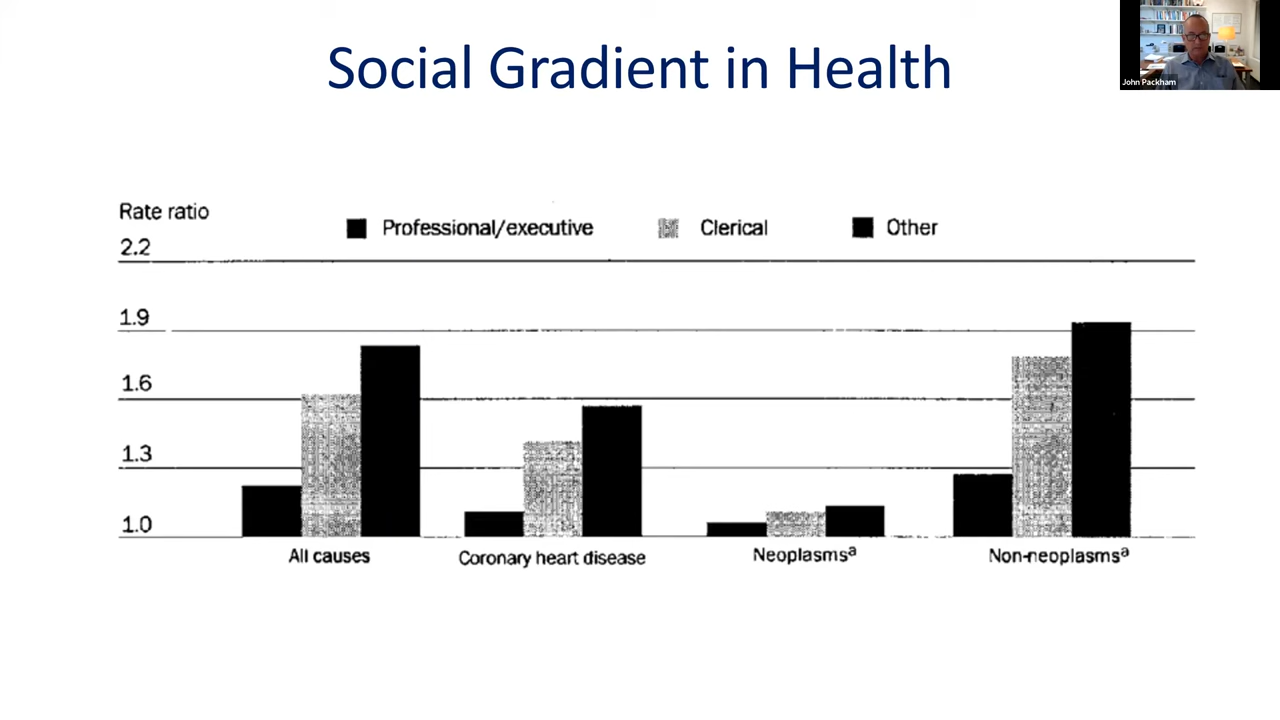 Social Gradient in Health
John Packham
Rate ratio
Professional/executive Clerical Other
2.2
1.9
1.6
1.3
1.0
All causes Coronary heart disease Neoplasmsᵃ Non-neoplasmsᵃ